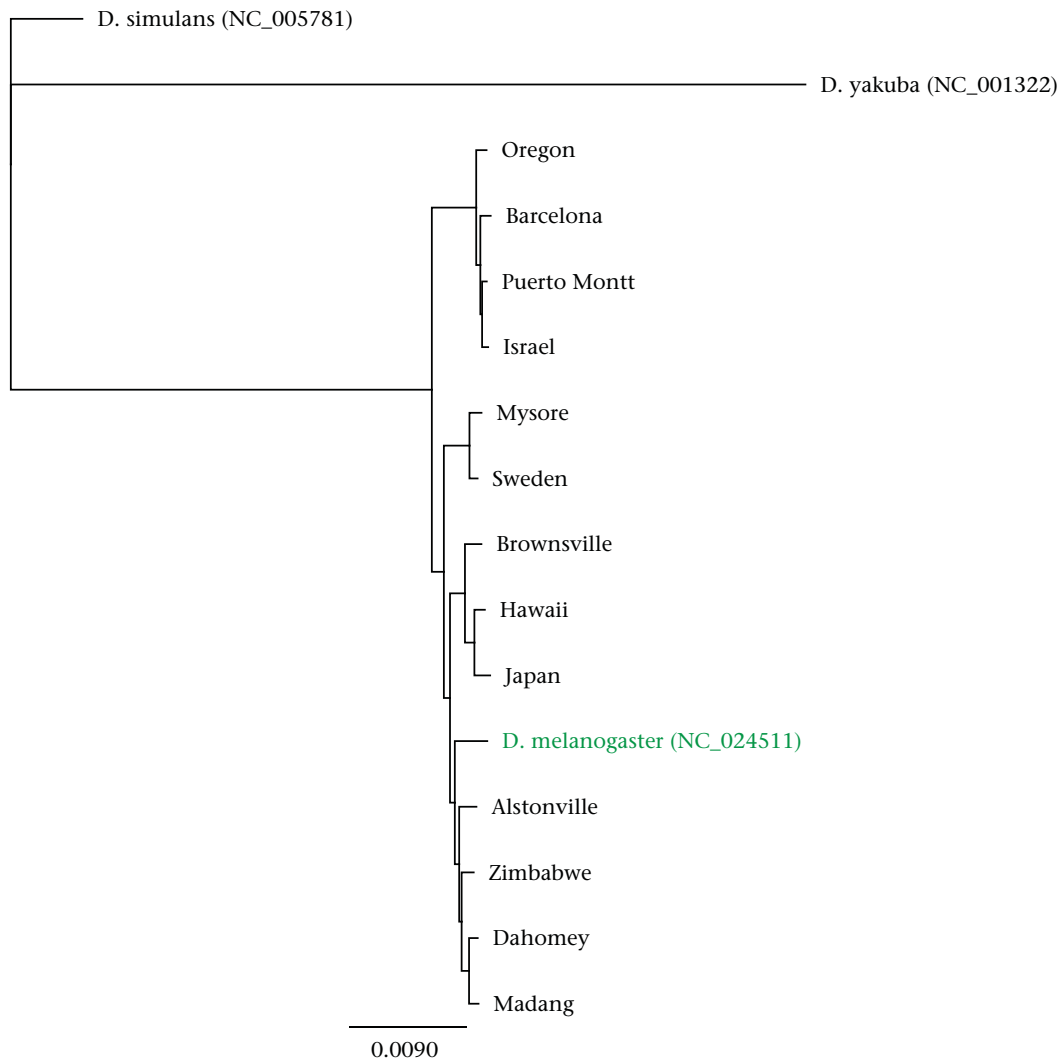 D. simulans (NC_005781)
D. yakuba (NC_001322)
Oregon
Barcelona
Puerto Montt
Israel
Mysore
Sweden
Brownsville
Hawaii
Japan
D. melanogaster (NC_024511)
Alstonville
Zimbabwe
Dahomey
Madang
0.0090